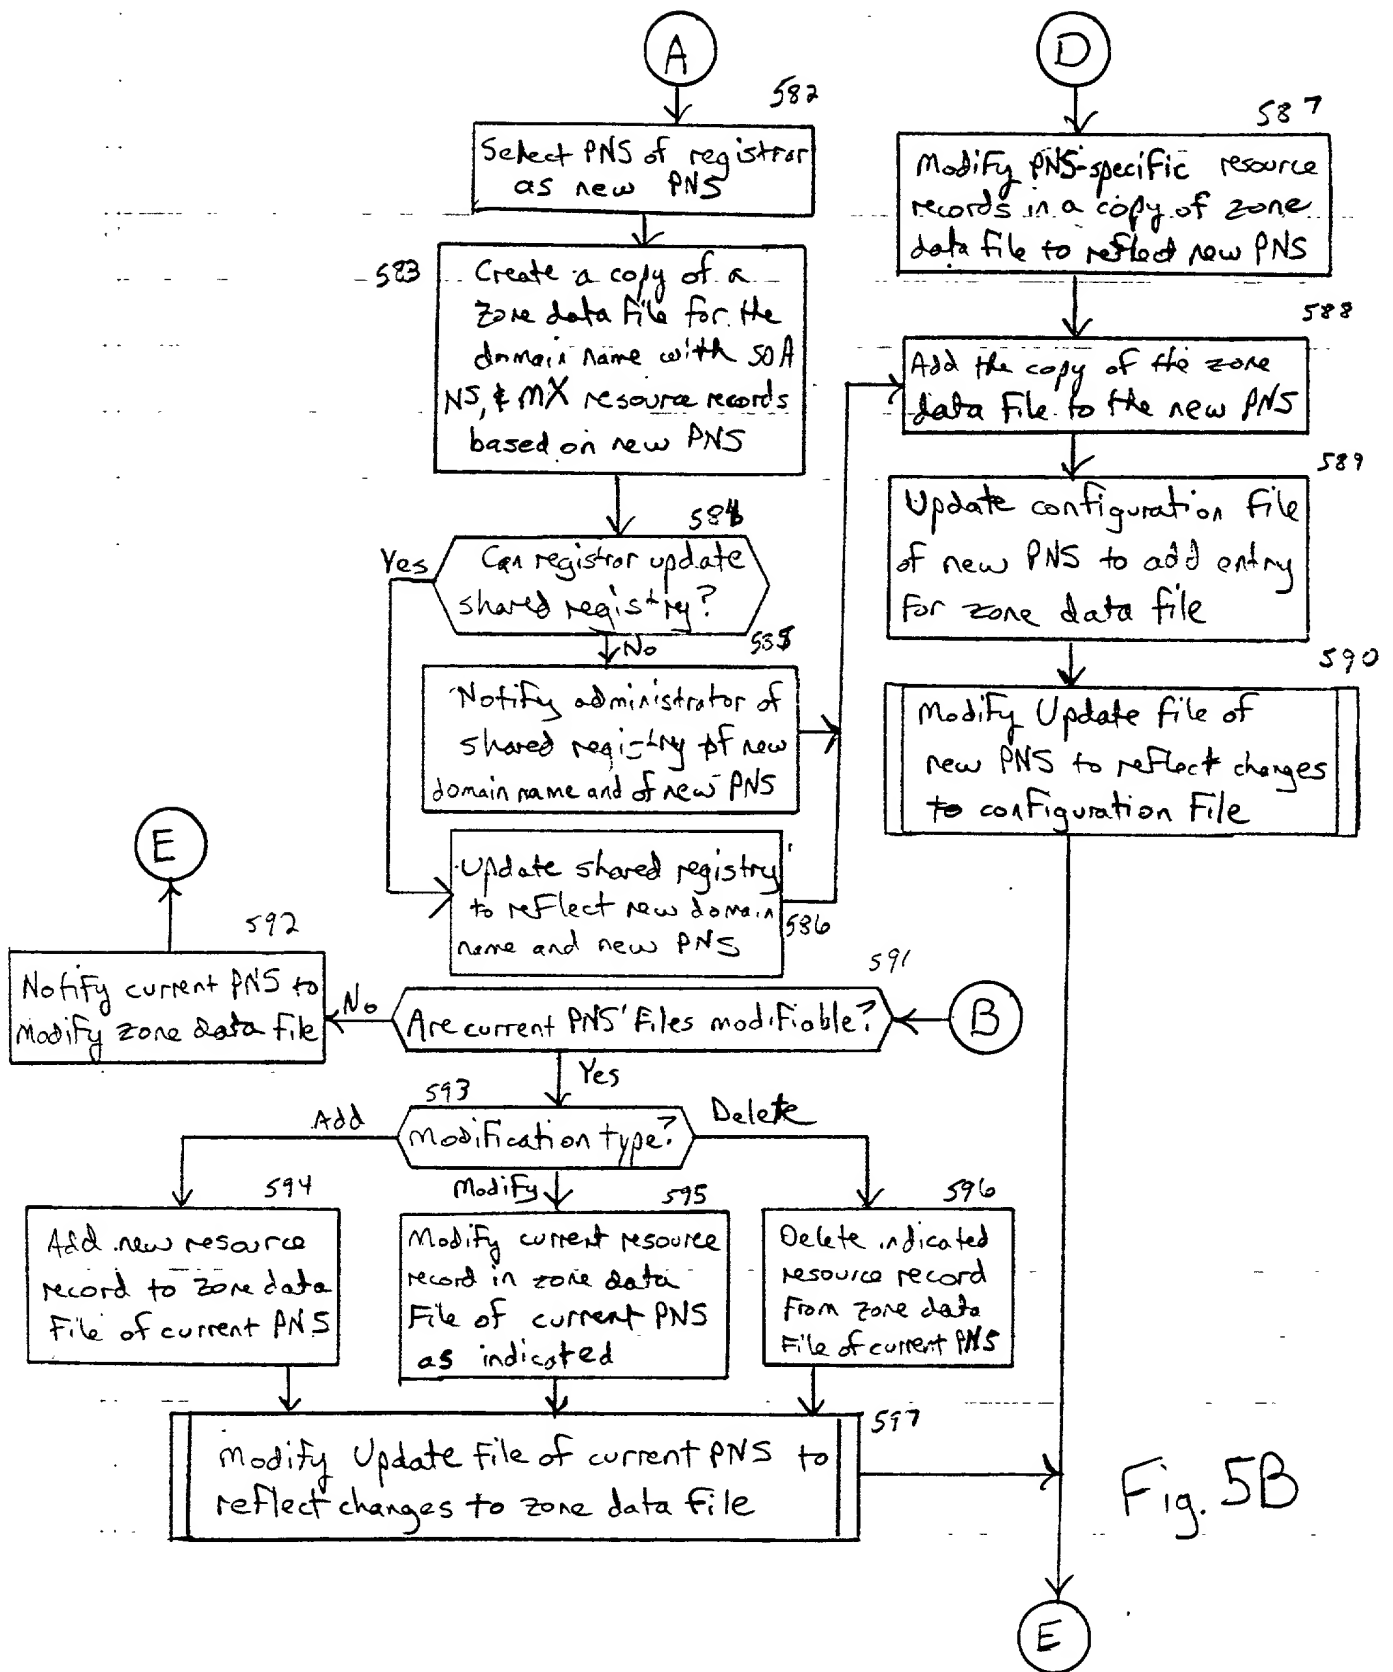 A
582
Select PNS of registrar
as new PNS
583
Create a copy of a
zone data file for the
domain name with SOA
NS, & MX resource records
based on new PNS
584
Can registrar update
shared registry?
Yes
No
585
Notify administrator of
shared registry of new
domain name and of new PNS
Update shared registry
to reflect new domain
name and new PNS
586
D
587
Modify PNS-specific resource
records in a copy of zone
data file to reflect new PNS
588
Add the copy of the zone
data file to the new PNS
589
Update configuration file
of new PNS to add entry
for zone data file
590
Modify Update file of
new PNS to reflect changes
to configuration file
E
592
Notify current PNS to
modify zone data file
No
591
Are current PNS' files modifiable?
B
Yes
593
Modification type?
Add
Modify
Delete
594
Add new resource
record to zone data
file of current PNS
595
Modify current resource
record in zone data
file of current PNS
as indicated
596
Delete indicated
resource record
from zone data
file of current PNS
597
Modify Update file of current PNS to
reflect changes to zone data file
E
Fig. 5B